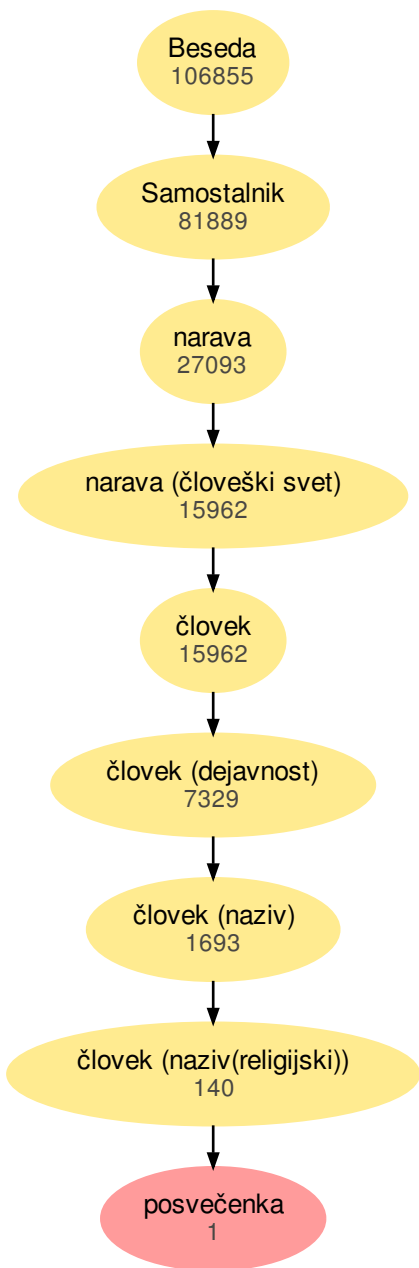 Beseda
106855
Samostalnik
81889
narava
27093
narava (človeški svet)
15962
človek
15962
človek (dejavnost)
7329
človek (naziv)
1693
človek (naziv(religijski))
140
posvečenka
1